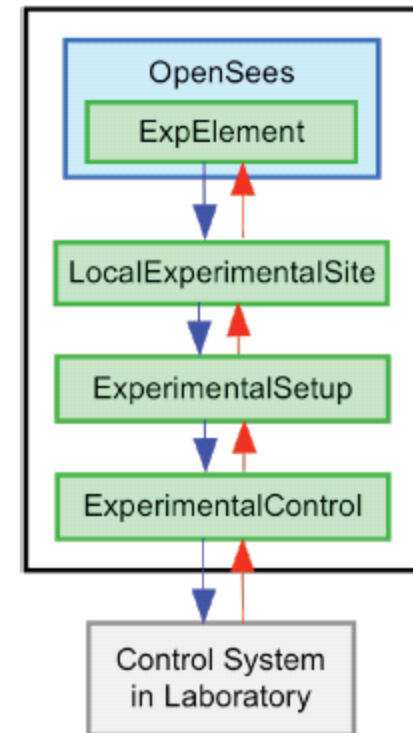 OpenSees
ExpElement
LocalExperimentalSite
ExperimentalSetup
ExperimentalControl
Control System
in Laboratory